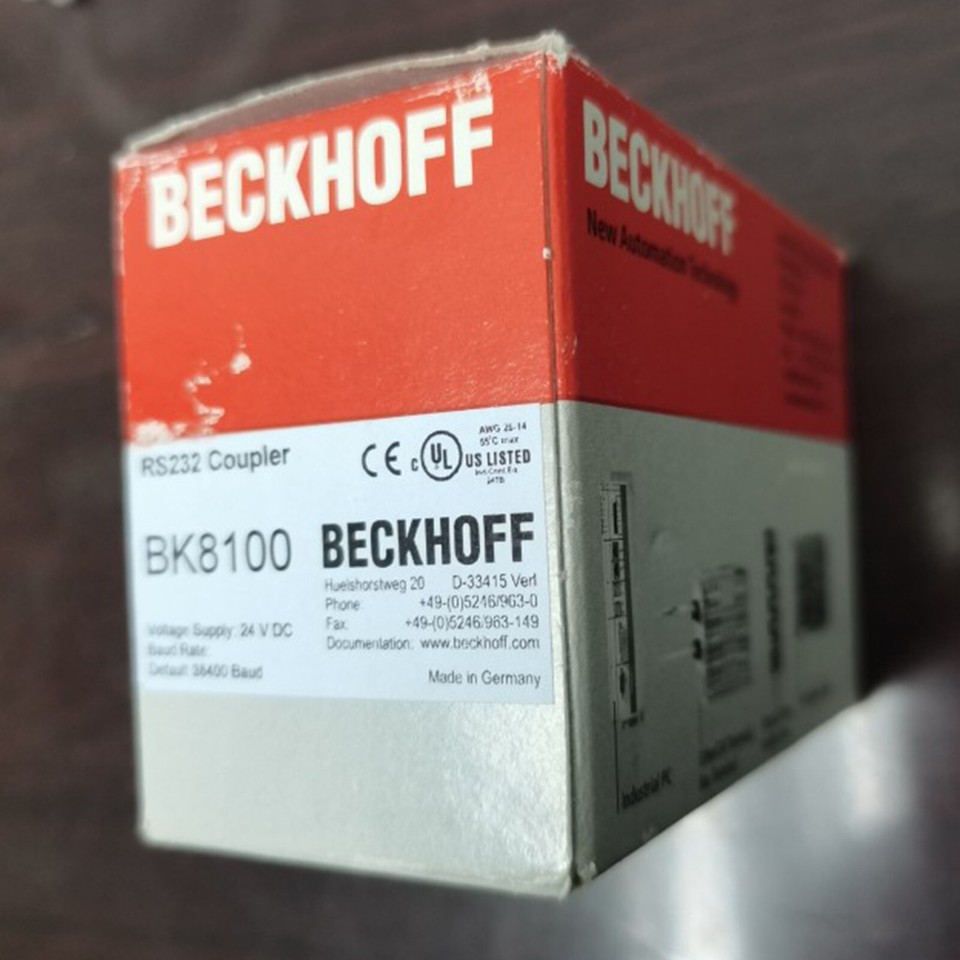 BECKHOFF
RS232 Coupler
CE
c UL US LISTED
AWG 28-14
55°C max
BK8100
BECKHOFF
Huelshorstweg 20 D-33415 Verl
Phone: +49-(0)5246/963-0
Fax: +49-(0)5246/963-149
Documentation: www.beckhoff.com
Voltage Supply: 24 V DC
Baud Rate:
Default 38400 Baud
Made in Germany
BECKHOFF
New Automation Technology
Industrial PC